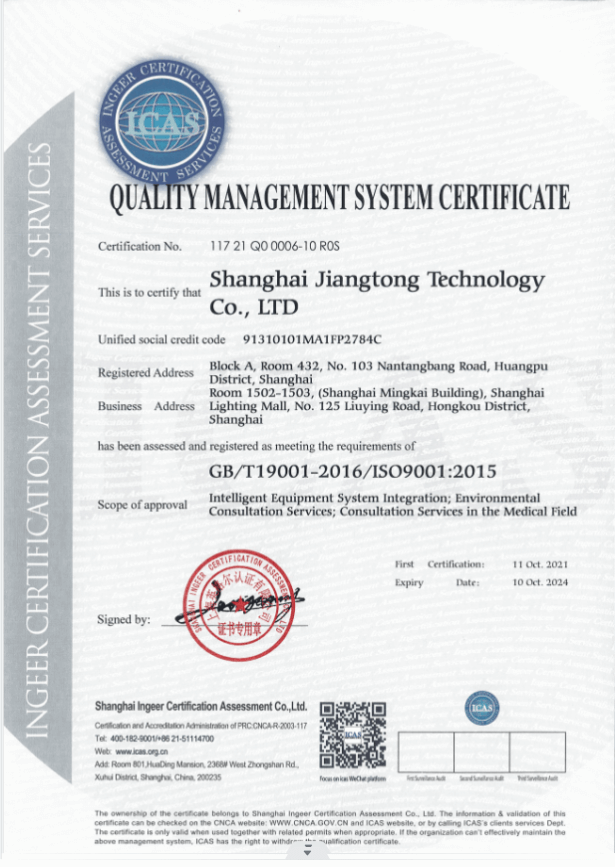 INGEER CERTIFICATION
ICAS
ASSESSMENT SERVICES
INGEER CERTIFICATION ASSESSMENT SERVICES
QUALITY MANAGEMENT SYSTEM CERTIFICATE
Certification No. 117 21 Q0 0006-10 R0S
This is to certify that Shanghai Jiangtong Technology
Co., LTD
Unified social credit code 91310101MA1FP2784C
Registered Address Block A, Room 432, No. 103 Nantangbang Road, Huangpu
District, Shanghai
Business Address Room 1502-1503, (Shanghai Mingkai Building), Shanghai
Lighting Mall, No. 125 Liuying Road, Hongkou District,
Shanghai
has been assessed and registered as meeting the requirements of
GB/T19001-2016/ISO9001:2015
Scope of approval Intelligent Equipment System Integration; Environmental
Consultation Services; Consultation Services in the Medical Field
First Certification: 11 Oct. 2021
Expiry Date: 10 Oct. 2024
SHANGHAI INGEER CERTIFICATION ASSESSMENT CO., LTD
证书专用章
Signed by:
Shanghai Ingeer Certification Assessment Co.,Ltd.
Certification and Accreditation Administration of PRC:CNCA-R-2003-117
Tel: 400-182-9001/+86 21-51114700
Web: www.icas.org.cn
Add: Room 801,HuaDing Mansion, 2368# West Zhongshan Rd.,
Xuhui District, Shanghai, China, 200235
ICAS
Focus on icas WeChat platform
ICAS
First Surveillance Audit Second Surveillance Audit Third Surveillance Audit
The ownership of the certificate belongs to Shanghai Ingeer Certification Assessment Co., Ltd. The information & validation of this
certificate can be checked on the CNCA website: WWW.CNCA.GOV.CN and ICAS website, or by calling ICAS's clients services Dept.
The certificate is only valid when used together with related permits when appropriate. If the organization can't effectively maintain the
above management system, ICAS has the right to withdraw qualification certificate.